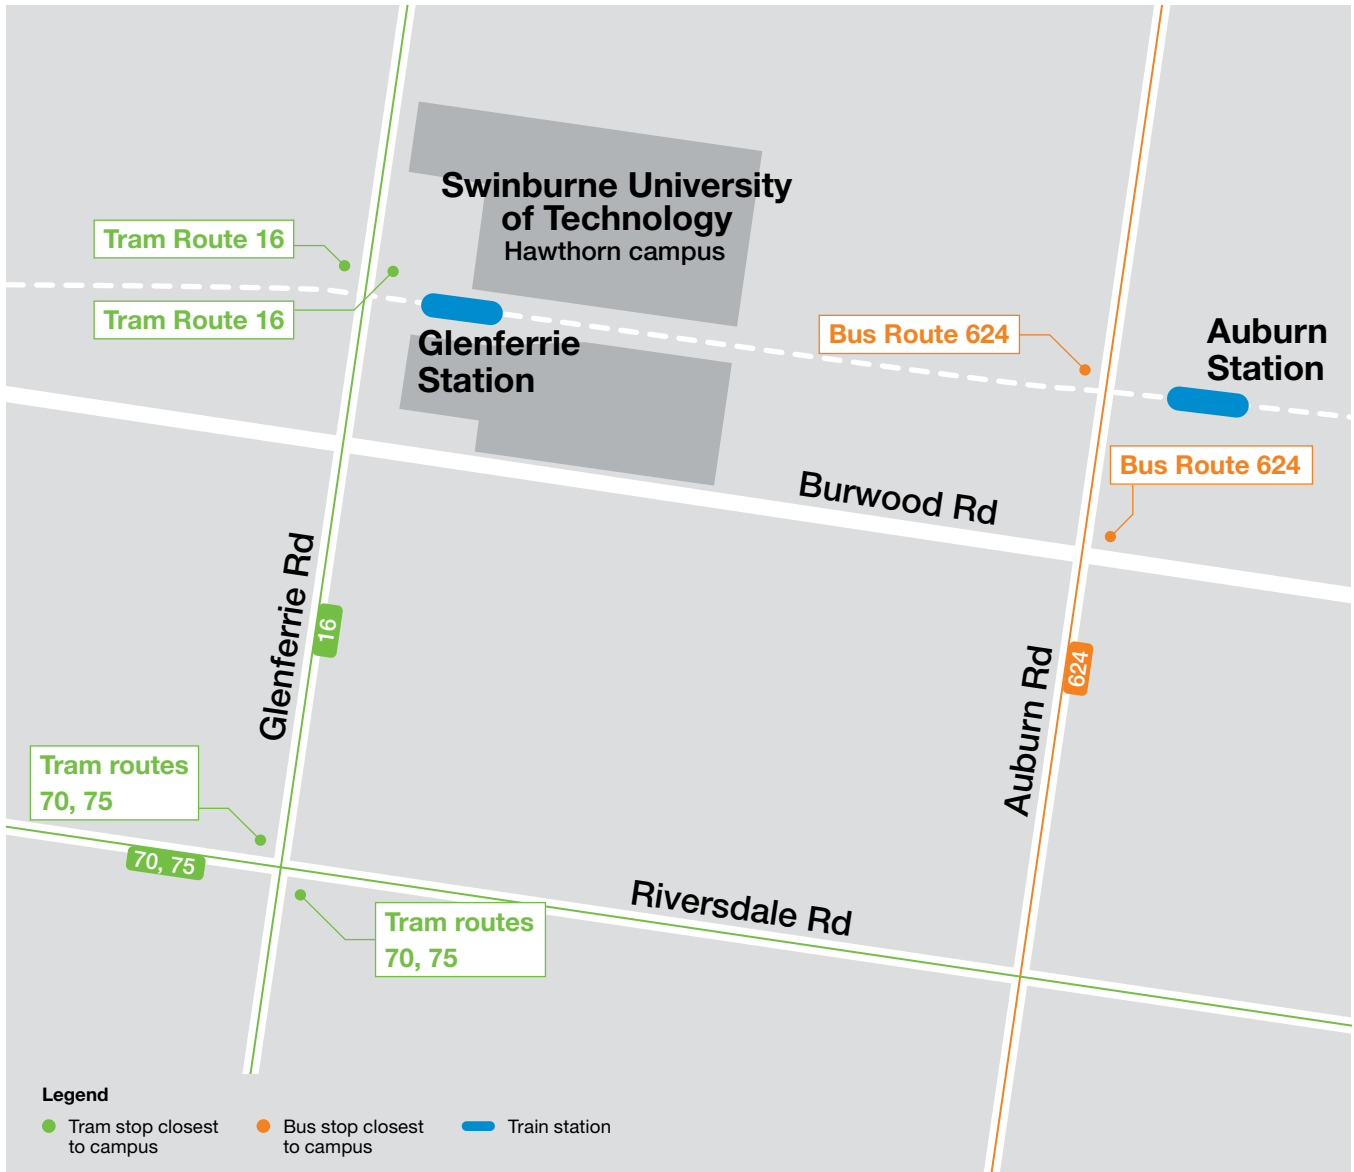 Swinburne University
of Technology
Hawthorn campus
Tram Route 16
Tram Route 16
Glenferrie
Station
Bus Route 624
Auburn
Station
Bus Route 624
Burwood Rd
Glenferrie Rd
16
Auburn Rd
624
Tram routes
70, 75
70, 75
Riversdale Rd
Tram routes
70, 75
Legend
Tram stop closest
to campus
Bus stop closest
to campus
Train station